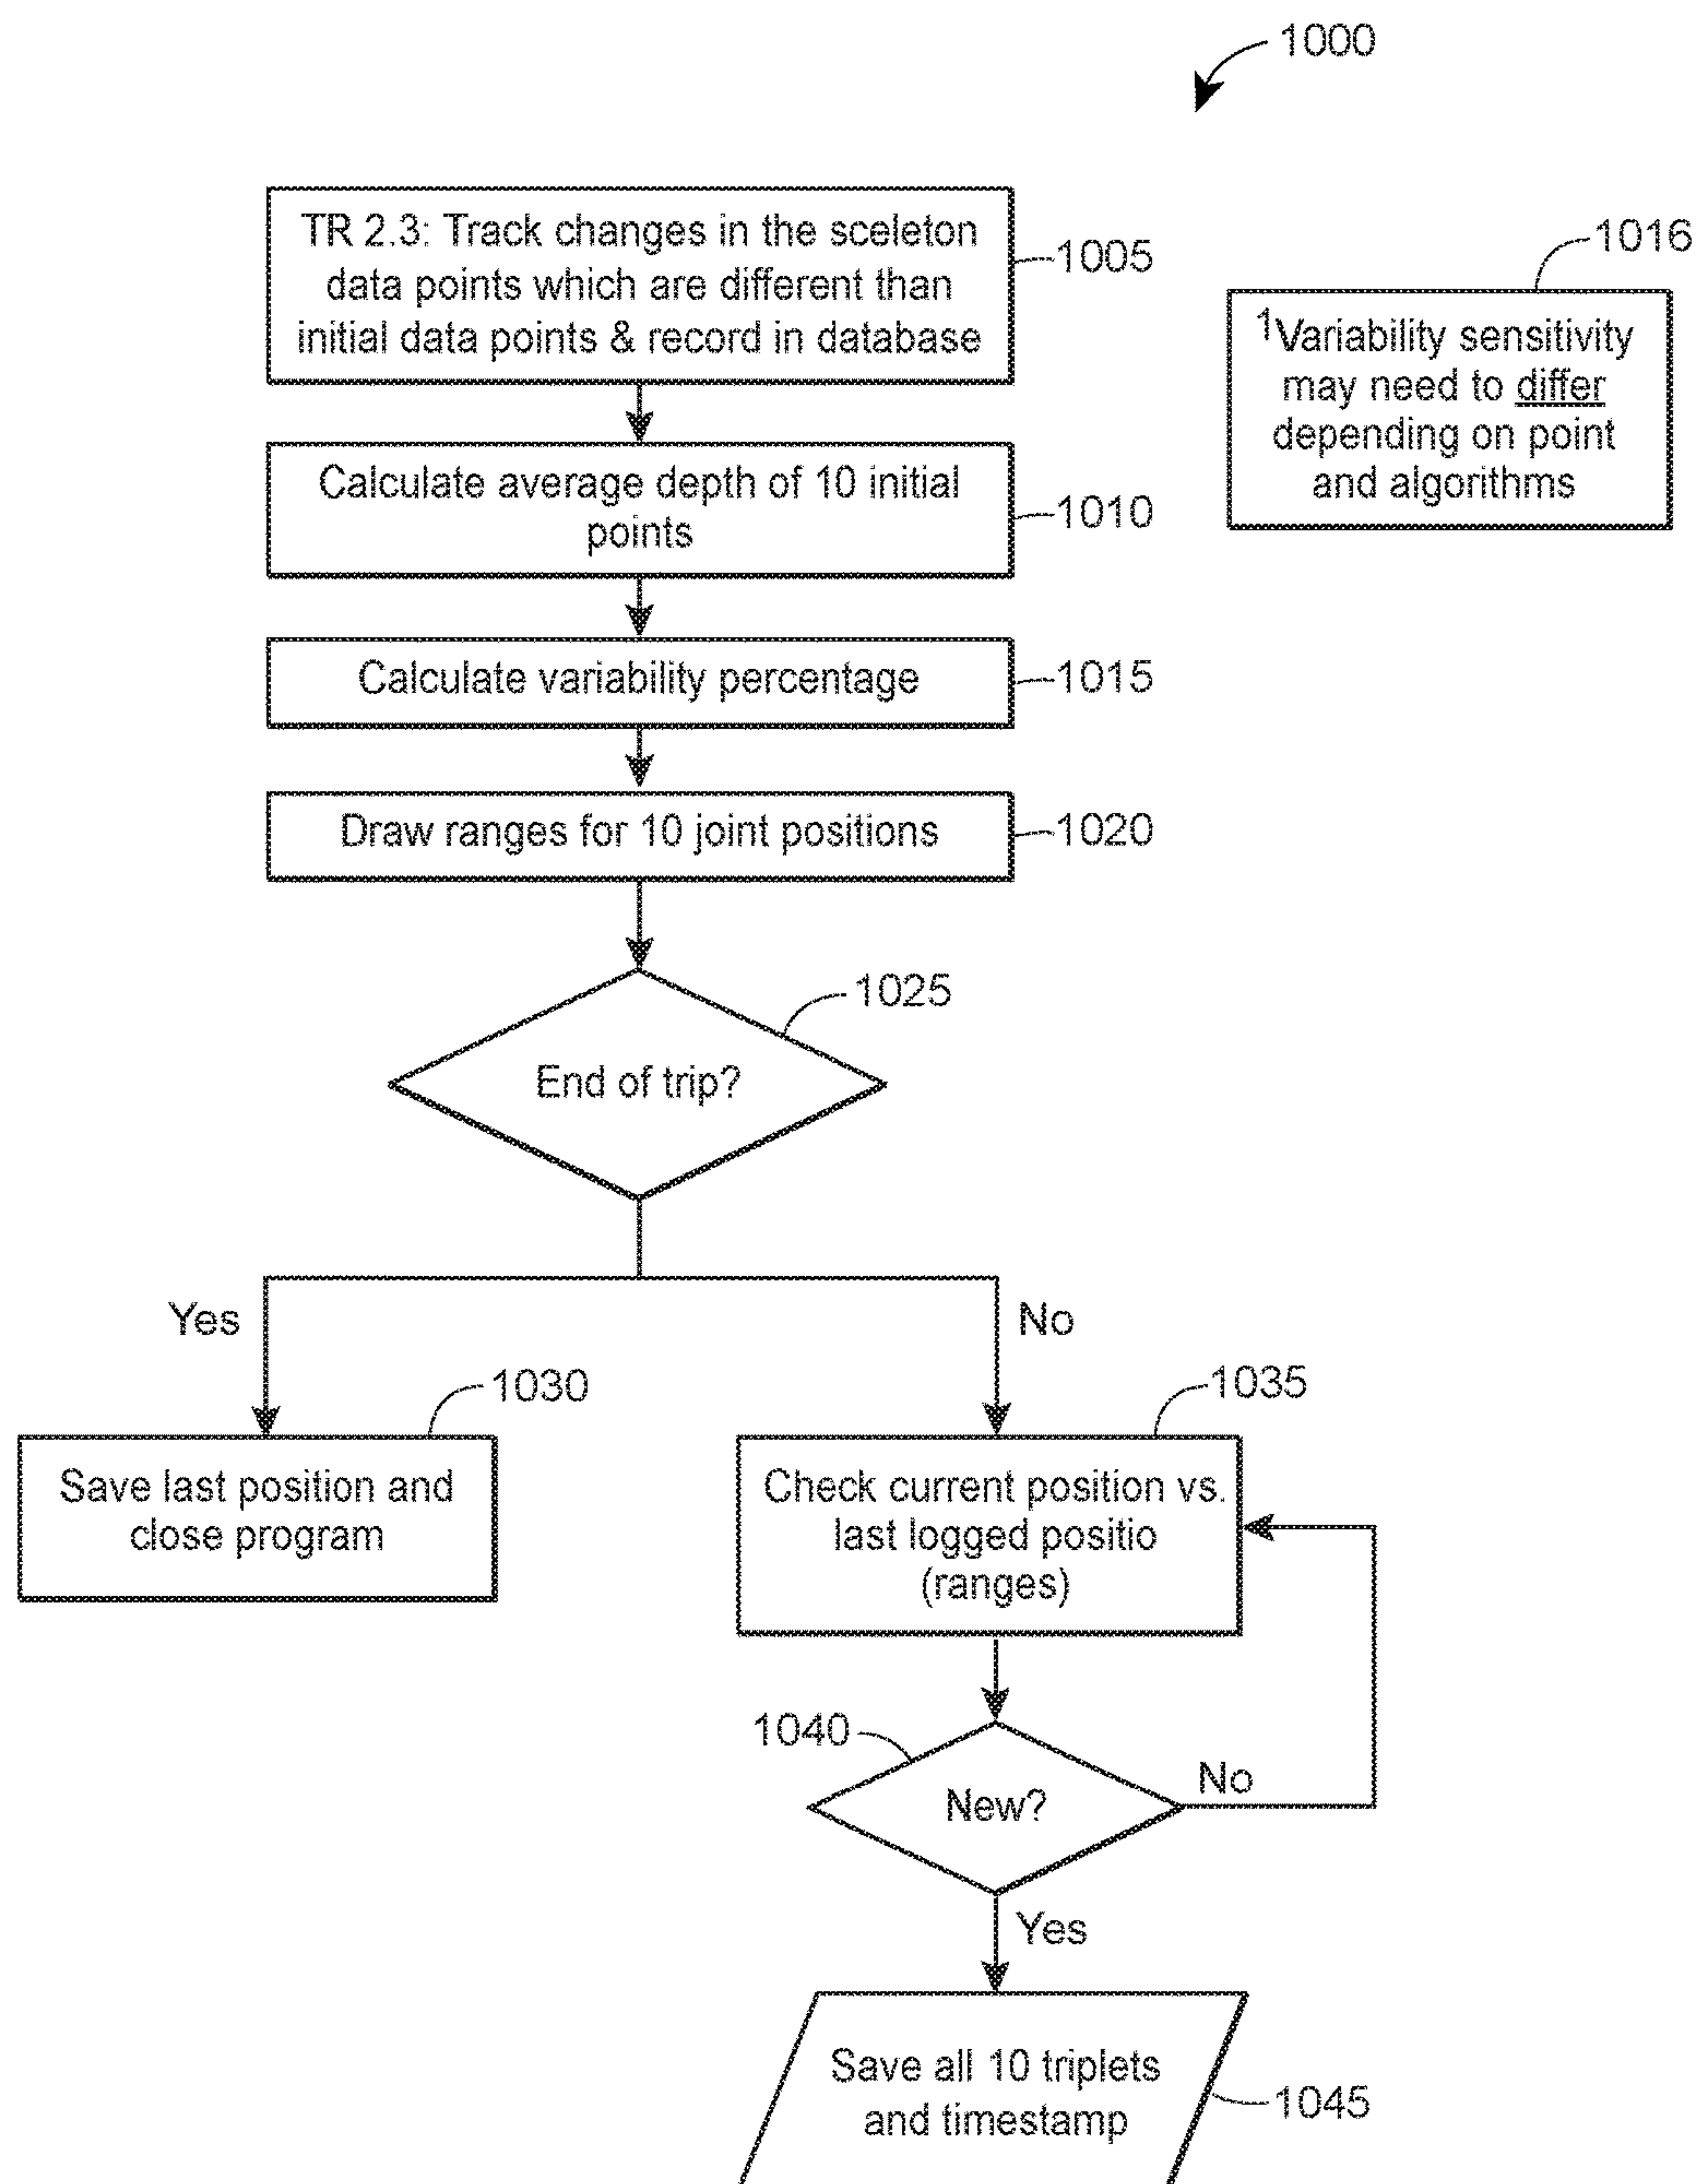 1000
TR 2.3: Track changes in the sceleton
data points which are different than
initial data points & record in database
1005
1016
¹Variability sensitivity
may need to differ
depending on point
and algorithms
Calculate average depth of 10 initial
points
1010
Calculate variability percentage
1015
Draw ranges for 10 joint positions
1020
1025
End of trip?
Yes
No
1030
Save last position and
close program
1035
Check current position vs.
last logged positio
(ranges)
1040
New?
No
Yes
Save all 10 triplets
and timestamp
1045